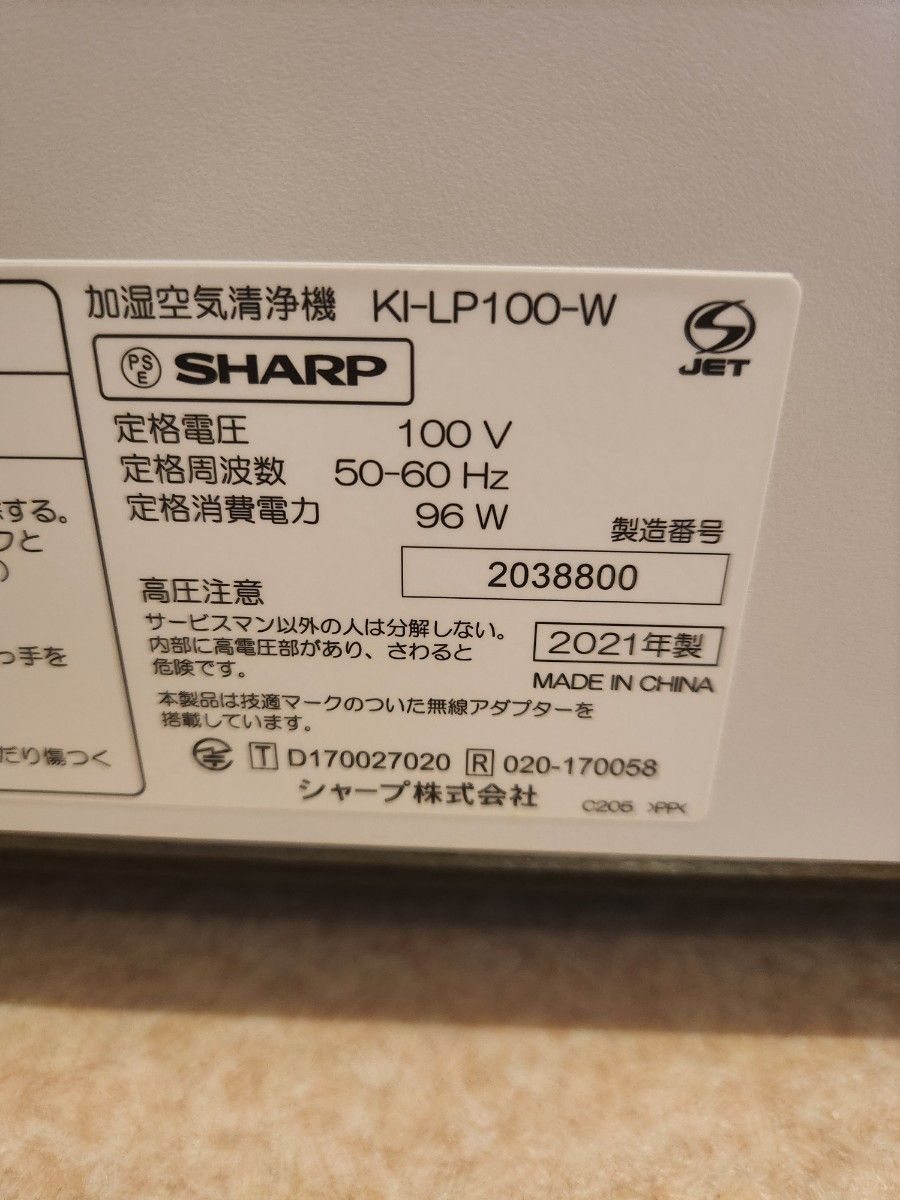 加湿空気清浄機 KI-LP100-W
JET
PS
E
SHARP
定格電圧 100 V
定格周波数 50-60 Hz
定格消費電力 96 W
製造番号
2038800
高圧注意
サービスマン以外の人は分解しない。
内部に高電圧部があり、さわると
危険です。
2021年製
MADE IN CHINA
本製品は技適マークのついた無線アダプターを
搭載しています。
T D170027020 R 020-170058
シャープ株式会社
C205 >PP<
する。
と
っ手を
だり傷つく